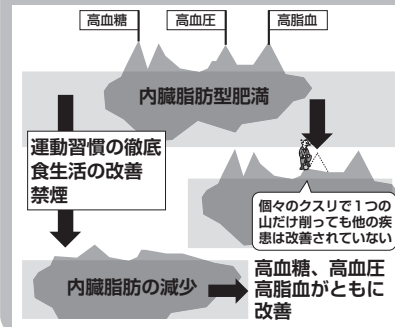 高血糖
高血圧
高脂血
内臓脂肪型肥満
運動習慣の徹底
食生活の改善
禁煙
個々のクスリで1つの
山だけ削っても他の疾
患は改善されていない
内臓脂肪の減少
高血糖、高血圧
高脂血がともに
改善